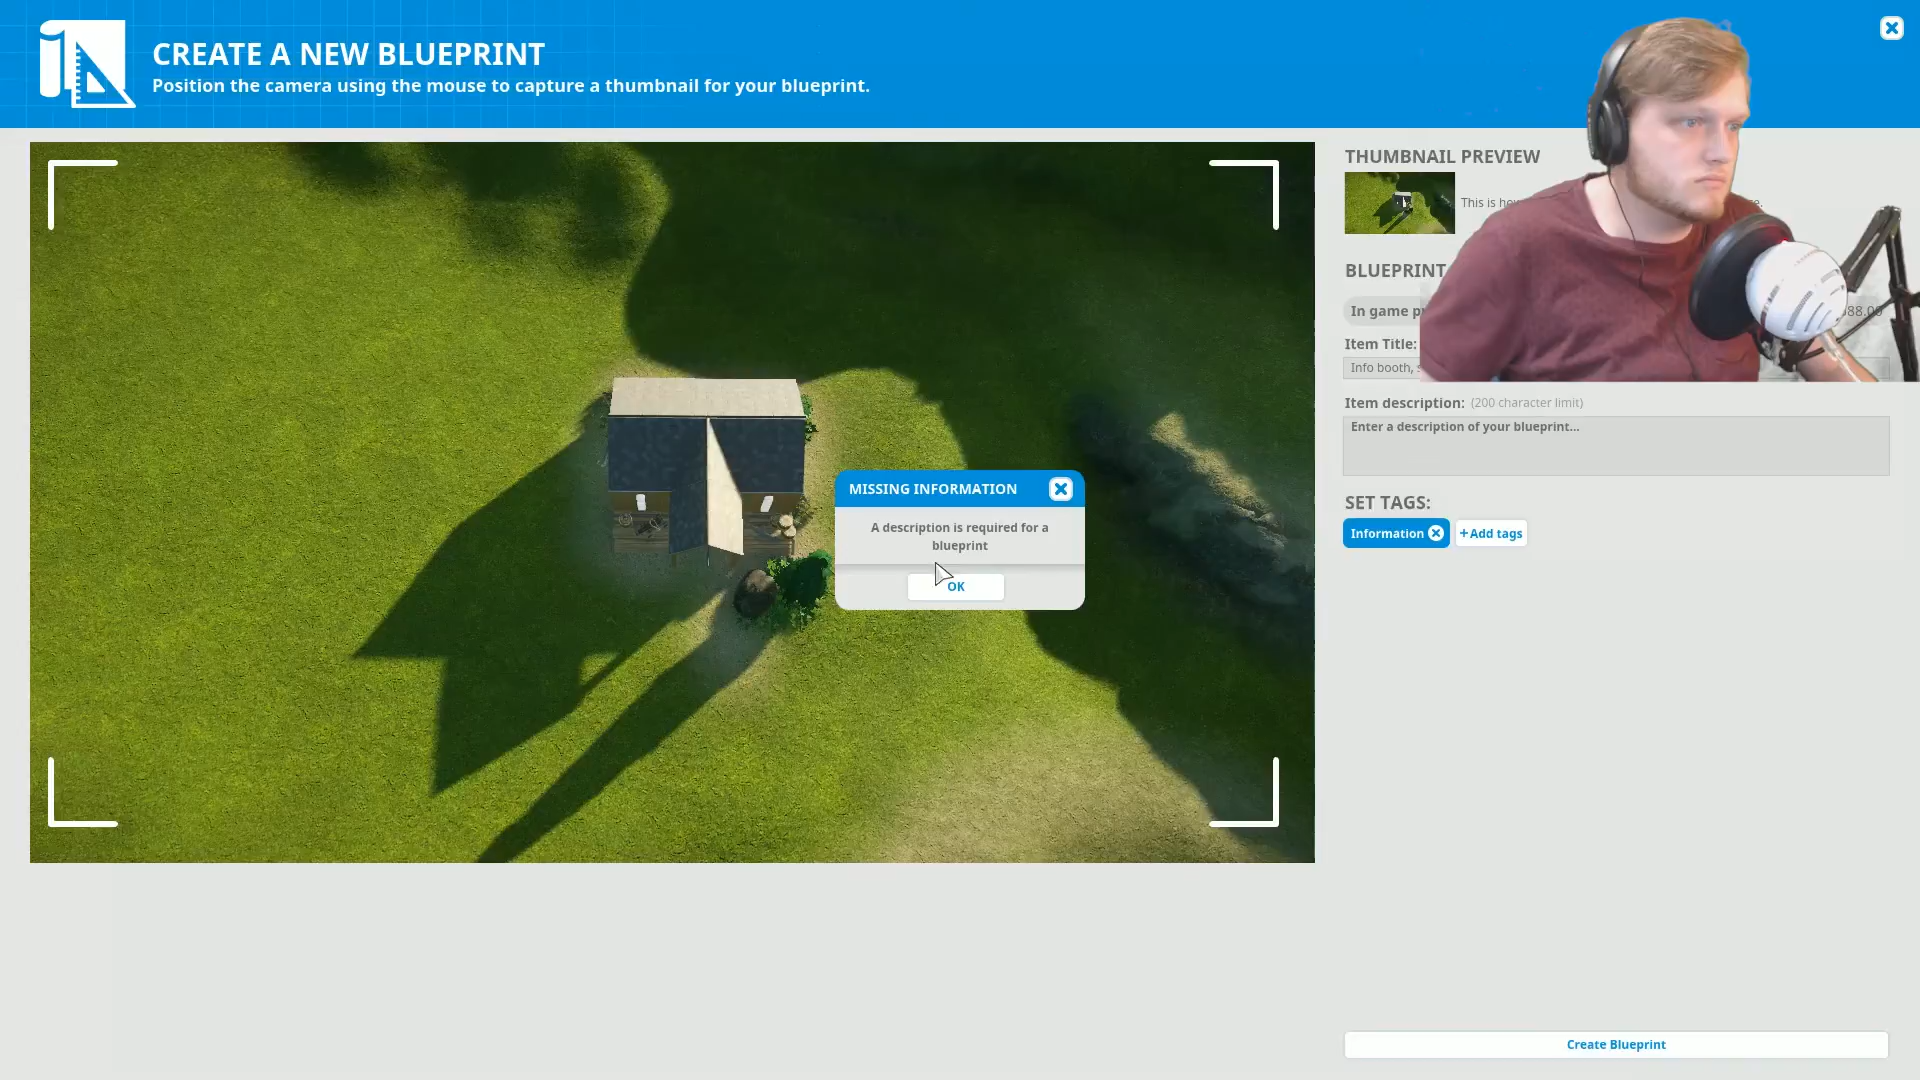 CREATE A NEW BLUEPRINT
Position the camera using the mouse to capture a thumbnail for your blueprint.
THUMBNAIL PREVIEW
This is
BLUEPRINT
In game
Item Title:
Info booth,
Item description: (200 character limit)
Enter a description of your blueprint...
SET TAGS:
Information
+Add tags
MISSING INFORMATION
A description is required for a
blueprint
OK
Create Blueprint